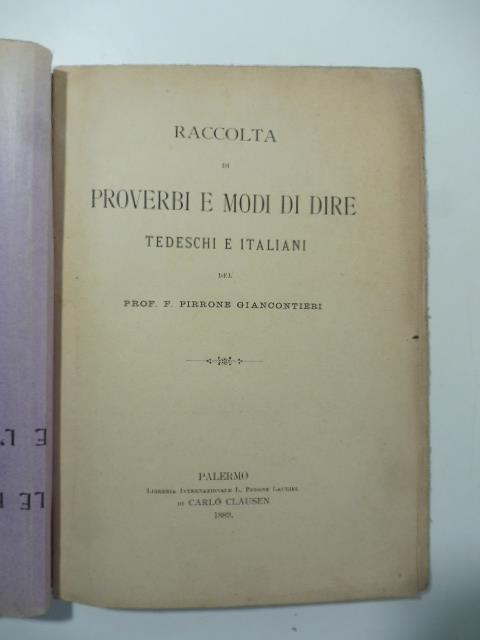 RACCOLTA
DI
PROVERBI E MODI DI DIRE
TEDESCHI E ITALIANI
DEL
PROF. F. PIRRONE GIANCONTIERI
PALERMO
LIBRERIA INTERNAZIONALE L. PEDONE LAURIEL
DI CARLO CLAUSEN
1889.